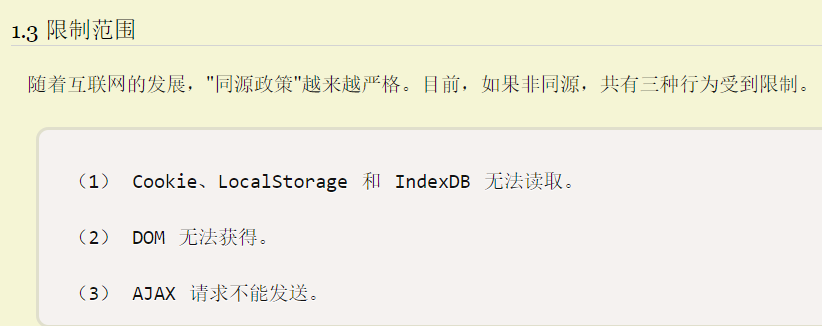 1.3 限制范围
随着互联网的发展，"同源政策"越来越严格。目前，如果非同源，共有三种行为受到限制。
（1） Cookie、LocalStorage 和 IndexDB 无法读取。
（2） DOM 无法获得。
（3） AJAX 请求不能发送。